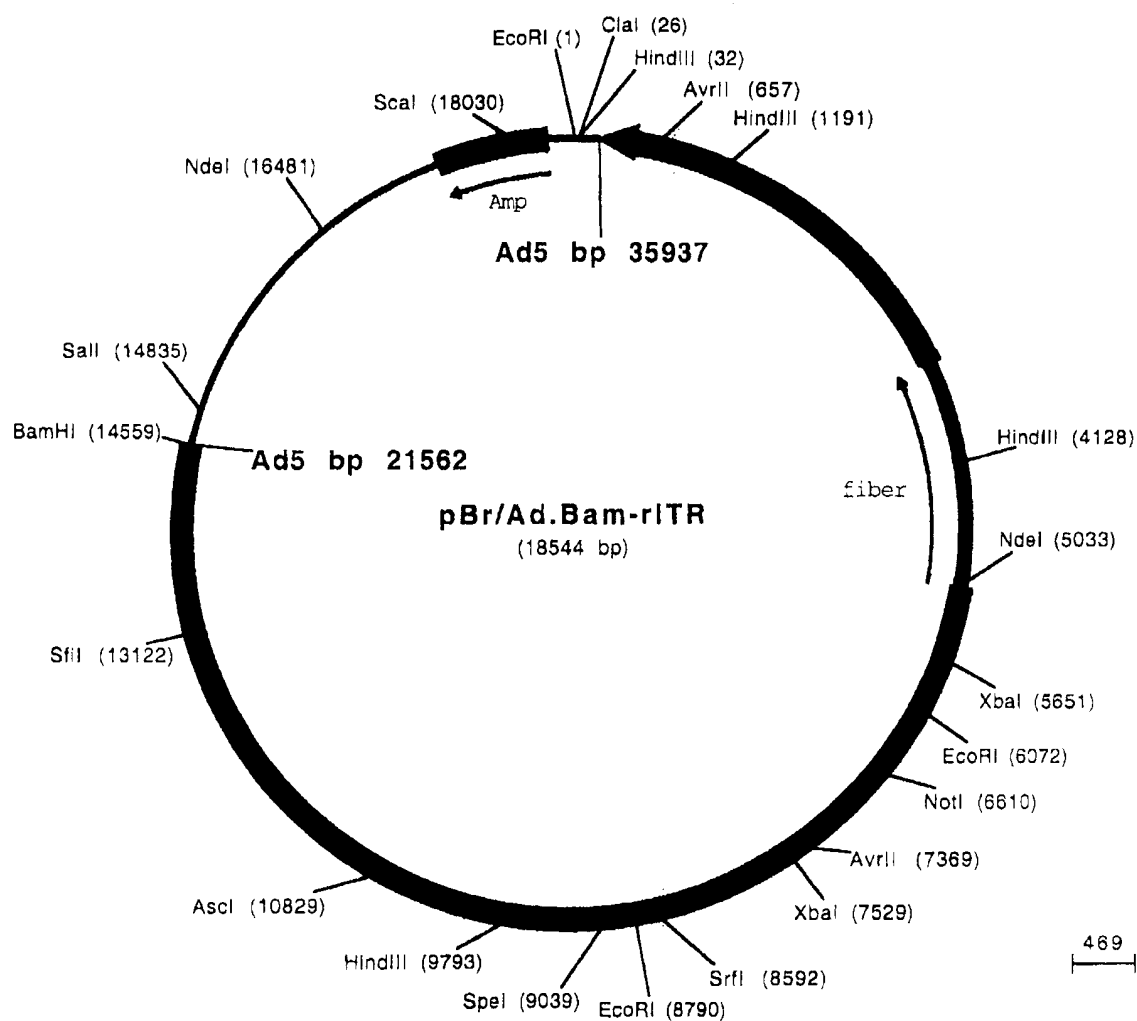 EcoRI (1)
ClaI (26)
HindIII (32)
AvrII (657)
HindIII (1191)
ScaI (18030)
NdeI (16481)
Amp
Ad5 bp 35937
SalI (14835)
BamHI (14559)
Ad5 bp 21562
HindIII (4128)
fiber
pBr/Ad.Bam-rITR
(18544 bp)
NdeI (5033)
SfiI (13122)
XbaI (5651)
EcoRI (6072)
NotI (6610)
AvrII (7369)
AscI (10829)
XbaI (7529)
469
HindIII (9793)
SrfI (8592)
SpeI (9039)
EcoRI (8790)